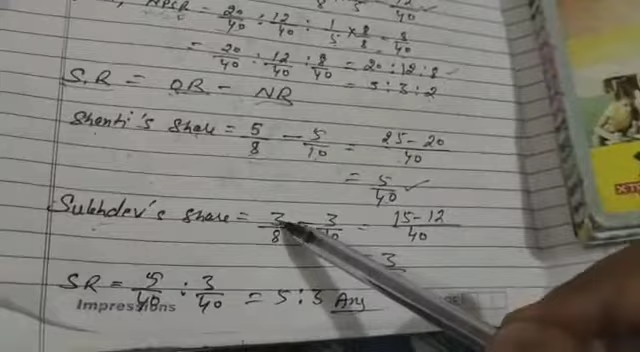 12/40
NPSR = 20/40 : 12/40 : 1/5 × 8/8 = 8/40
= 20/40 : 12/40 : 8/40 = 20 : 12 : 8
= 5 : 3 : 2
S.R = OR - NR
Shanti's share = 5/8 - 5/10 = 25-20/40
= 5/40
Sukhdev's share = 3/8 - 3/10 = 15-12/40
3
SR = 5/40 : 3/40 = 5 : 3 Ans
Impressions